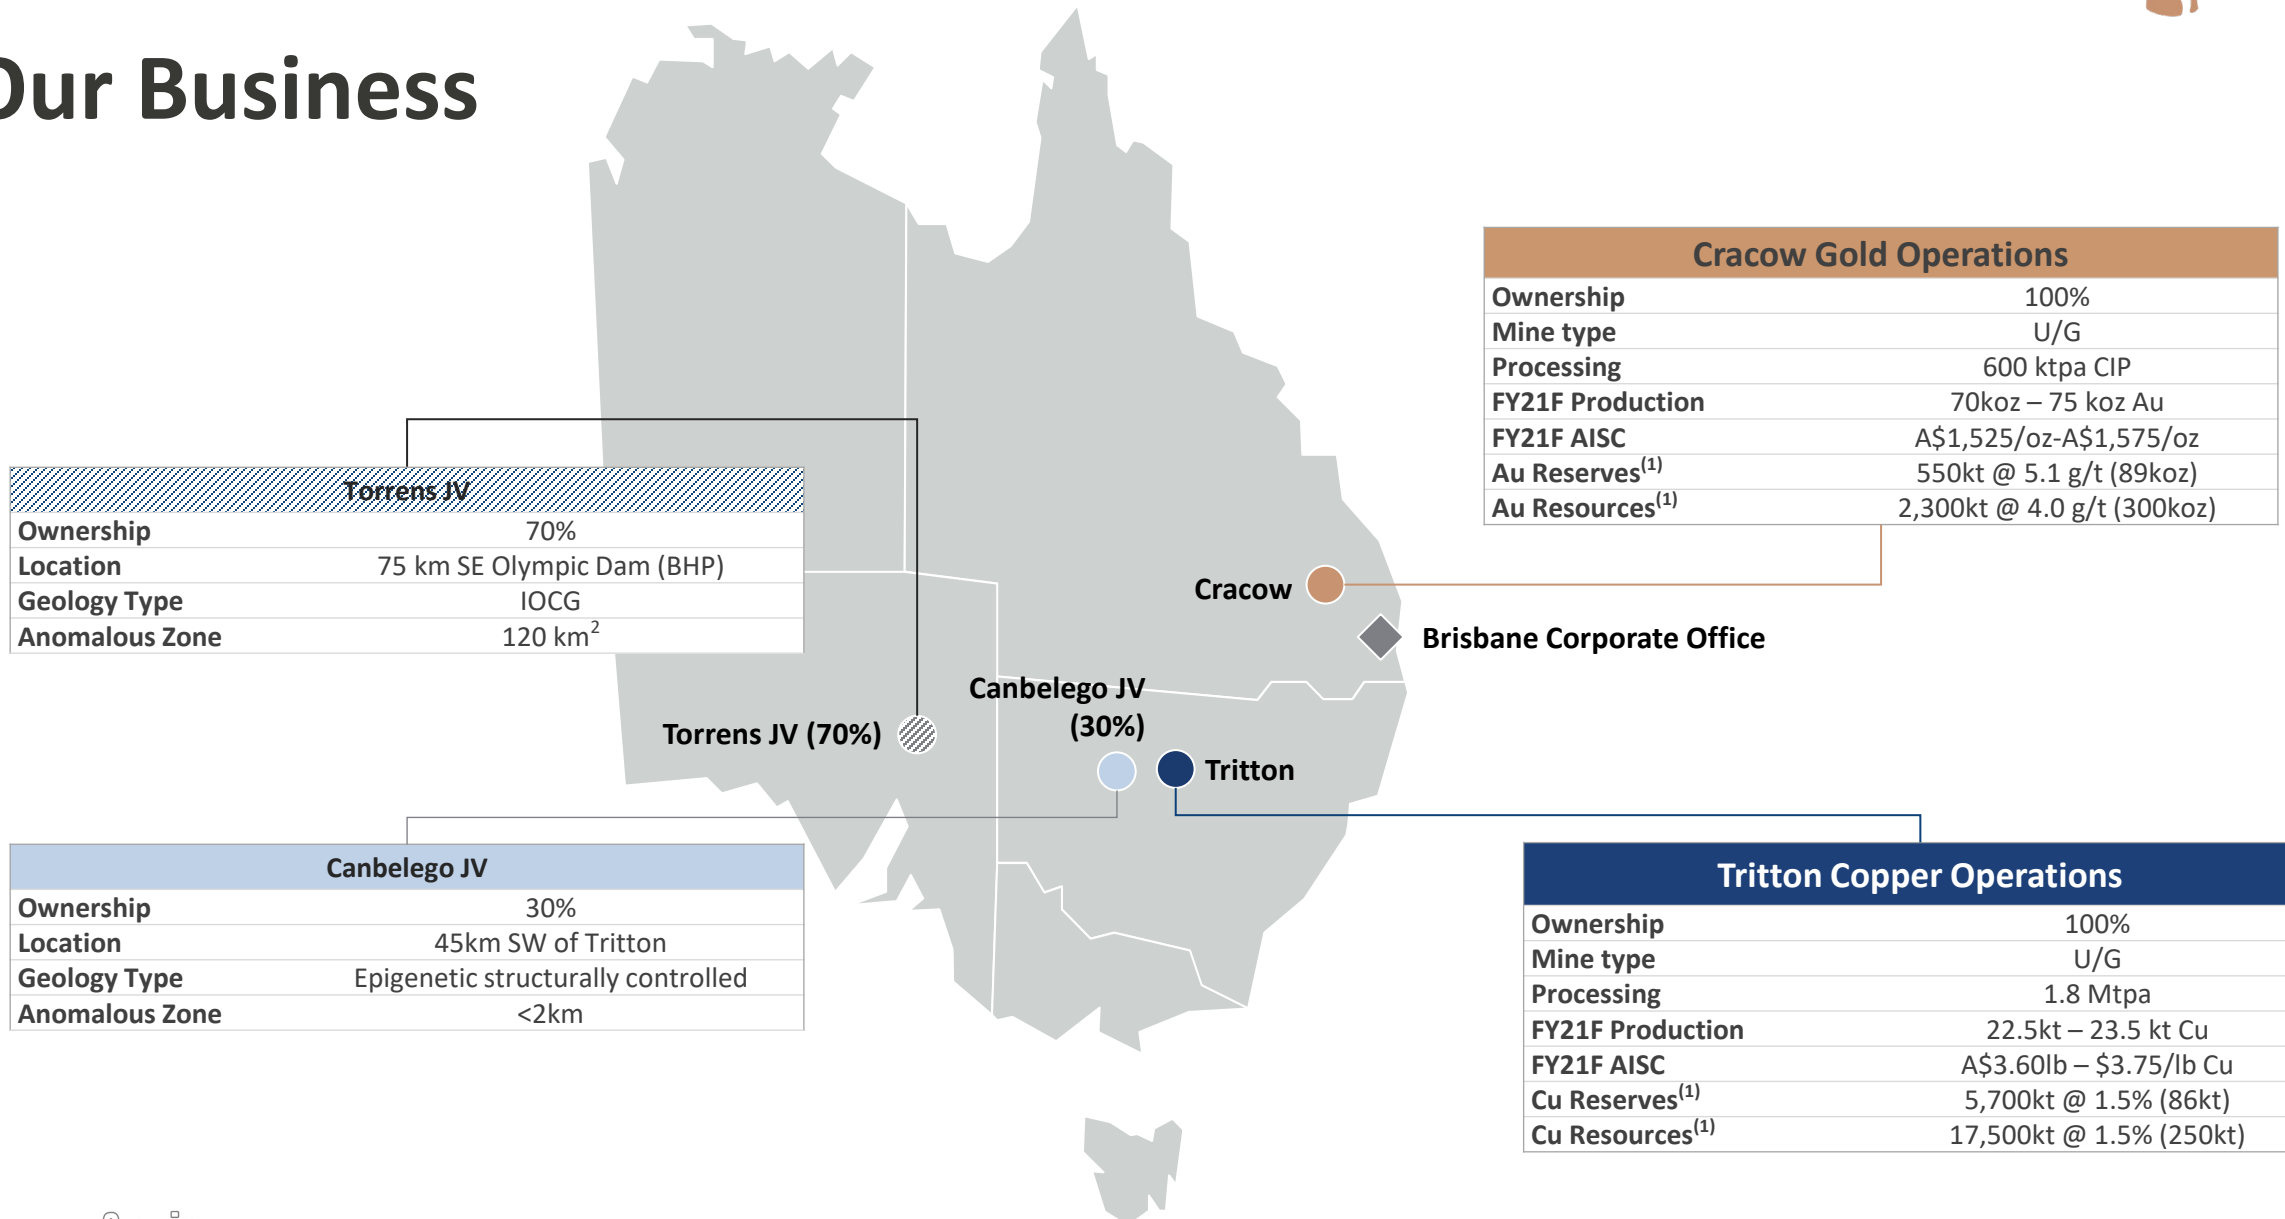 Our Business
Cracow Gold Operations
Ownership 100%
Mine type U/G
Processing 600 ktpa CIP
FY21F Production 70koz – 75 koz Au
FY21F AISC A$1,525/oz-A$1,575/oz
Au Reserves(1) 550kt @ 5.1 g/t (89koz)
Au Resources(1) 2,300kt @ 4.0 g/t (300koz)
Torrens JV
Ownership 70%
Location 75 km SE Olympic Dam (BHP)
Geology Type IOCG
Anomalous Zone 120 km2
Cracow
Brisbane Corporate Office
Canbelego JV
(30%)
Torrens JV (70%)
Tritton
Canbelego JV
Ownership 30%
Location 45km SW of Tritton
Geology Type Epigenetic structurally controlled
Anomalous Zone <2km
Tritton Copper Operations
Ownership 100%
Mine type U/G
Processing 1.8 Mtpa
FY21F Production 22.5kt – 23.5 kt Cu
FY21F AISC A$3.60lb – $3.75/lb Cu
Cu Reserves(1) 5,700kt @ 1.5% (86kt)
Cu Resources(1) 17,500kt @ 1.5% (250kt)